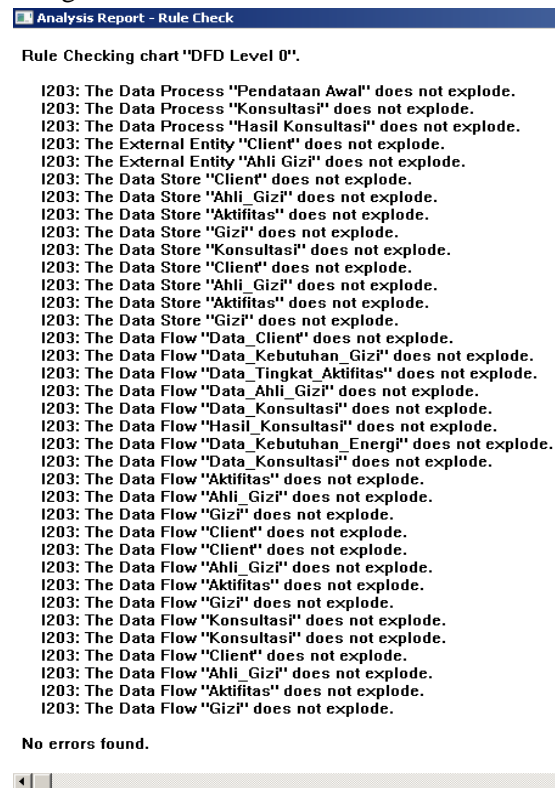 Analysis Report - Rule Check
Rule Checking chart "DFD Level 0".
I203: The Data Process "Pendataan Awal" does not explode.
I203: The Data Process "Konsultasi" does not explode.
I203: The Data Process "Hasil Konsultasi" does not explode.
I203: The External Entity "Client" does not explode.
I203: The External Entity "Ahli Gizi" does not explode.
I203: The Data Store "Client" does not explode.
I203: The Data Store "Ahli_Gizi" does not explode.
I203: The Data Store "Aktifitas" does not explode.
I203: The Data Store "Gizi" does not explode.
I203: The Data Store "Konsultasi" does not explode.
I203: The Data Store "Client" does not explode.
I203: The Data Store "Ahli_Gizi" does not explode.
I203: The Data Store "Aktifitas" does not explode.
I203: The Data Store "Gizi" does not explode.
I203: The Data Flow "Data_Client" does not explode.
I203: The Data Flow "Data_Kebutuhan_Gizi" does not explode.
I203: The Data Flow "Data_Tingkat_Aktifitas" does not explode.
I203: The Data Flow "Data_Ahli_Gizi" does not explode.
I203: The Data Flow "Data_Konsultasi" does not explode.
I203: The Data Flow "Hasil_Konsultasi" does not explode.
I203: The Data Flow "Data_Kebutuhan_Energi" does not explode.
I203: The Data Flow "Data_Konsultasi" does not explode.
I203: The Data Flow "Aktifitas" does not explode.
I203: The Data Flow "Ahli_Gizi" does not explode.
I203: The Data Flow "Gizi" does not explode.
I203: The Data Flow "Client" does not explode.
I203: The Data Flow "Client" does not explode.
I203: The Data Flow "Ahli_Gizi" does not explode.
I203: The Data Flow "Aktifitas" does not explode.
I203: The Data Flow "Gizi" does not explode.
I203: The Data Flow "Konsultasi" does not explode.
I203: The Data Flow "Konsultasi" does not explode.
I203: The Data Flow "Client" does not explode.
I203: The Data Flow "Ahli_Gizi" does not explode.
I203: The Data Flow "Aktifitas" does not explode.
I203: The Data Flow "Gizi" does not explode.
No errors found.